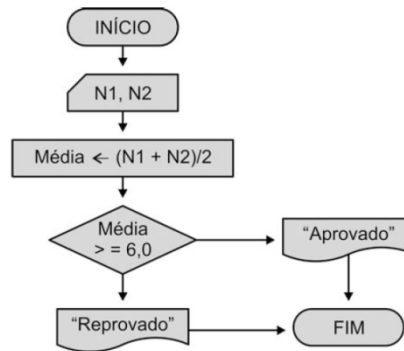 INÍCIO
N1, N2
Média ← (N1 + N2)/2
Média
> = 6,0
“Aprovado”
“Reprovado”
FIM